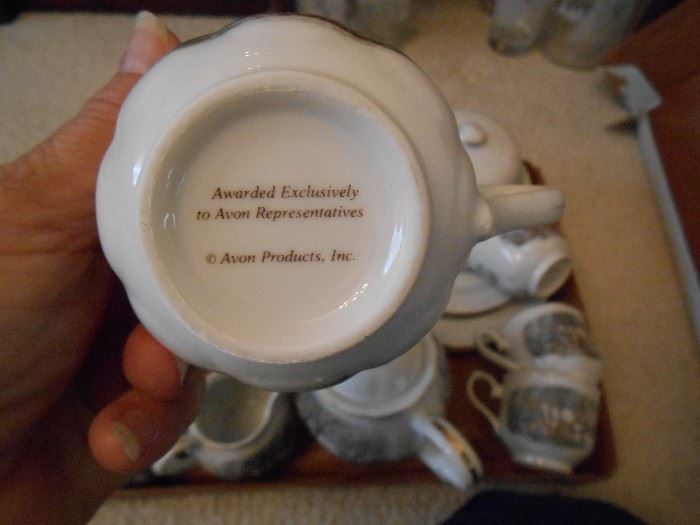 Awarded Exclusively
to Avon Representatives
© Avon Products, Inc.